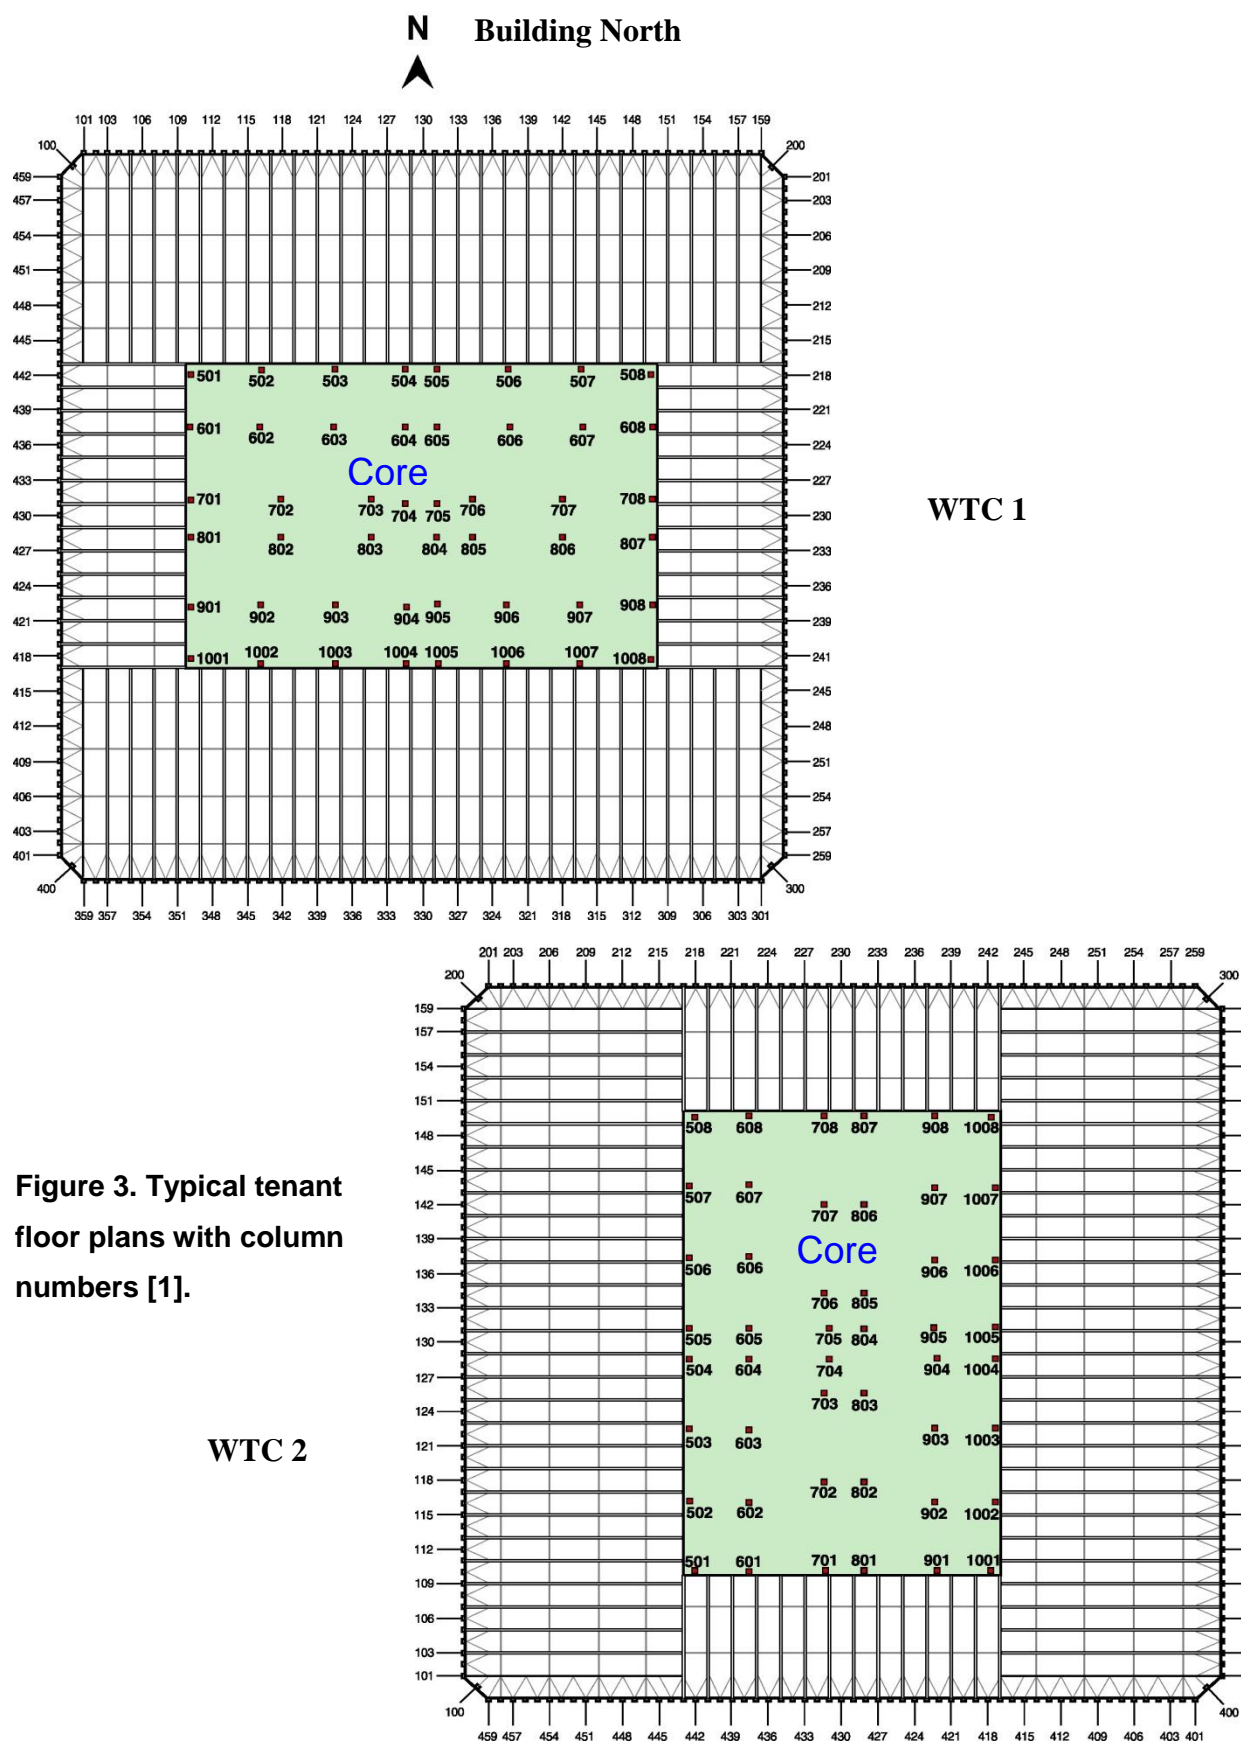 N Building North
101 103 106 109 112 115 118 121 124 127 130 133 136 139 142 145 148 151 154 157 159
100 200
459 201
457 203
454 206
451 209
448 212
445 215
442 501 502 503 504 505 506 507 508 218
439 221
436 601 602 603 604 605 606 607 608 224
Core
433 227
430 701 702 703 704 705 706 707 708 230
WTC 1
427 801 802 803 804 805 806 807 233
424 236
421 901 902 903 904 905 906 907 908 239
418 1001 1002 1003 1004 1005 1006 1007 1008 241
415 245
412 248
409 251
406 254
403 257
401 259
400 300
359 357 354 351 348 345 342 339 336 333 330 327 324 321 318 315 312 309 306 303 301
201 203 206 209 212 215 218 221 224 227 230 233 236 239 242 245 248 251 254 257 259
200 300
159
157
154
151
148 508 608 708 807 908 1008
145
142 507 607 707 806 907 1007
139
Core
136 506 606 906 1006
133 706 805
130 505 605 705 804 905 1005
127 504 604 704 904 1004
124 703 803
121 503 603 903 1003
118 702 802
115 502 602 902 1002
112
109 501 601 701 801 901 1001
106
103
101
100 400
459 457 454 451 448 445 442 439 436 433 430 427 424 421 418 415 412 409 406 403 401
Figure 3. Typical tenant
floor plans with column
numbers [1].
WTC 2